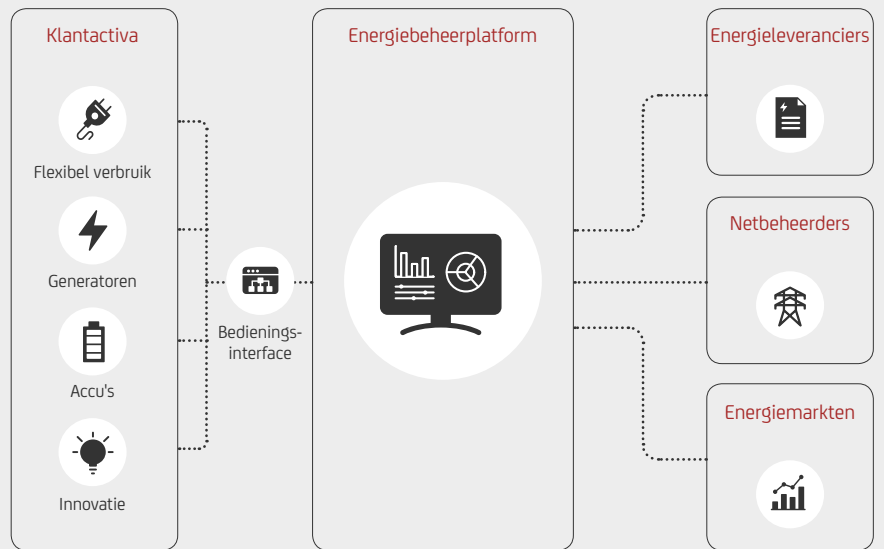 Klantactiva
Flexibel verbruik
Generatoren
Accu's
Innovatie
Bedienings-
interface
Energiebeheerplatform
Energieleveranciers
Netbeheerders
Energiemarkten